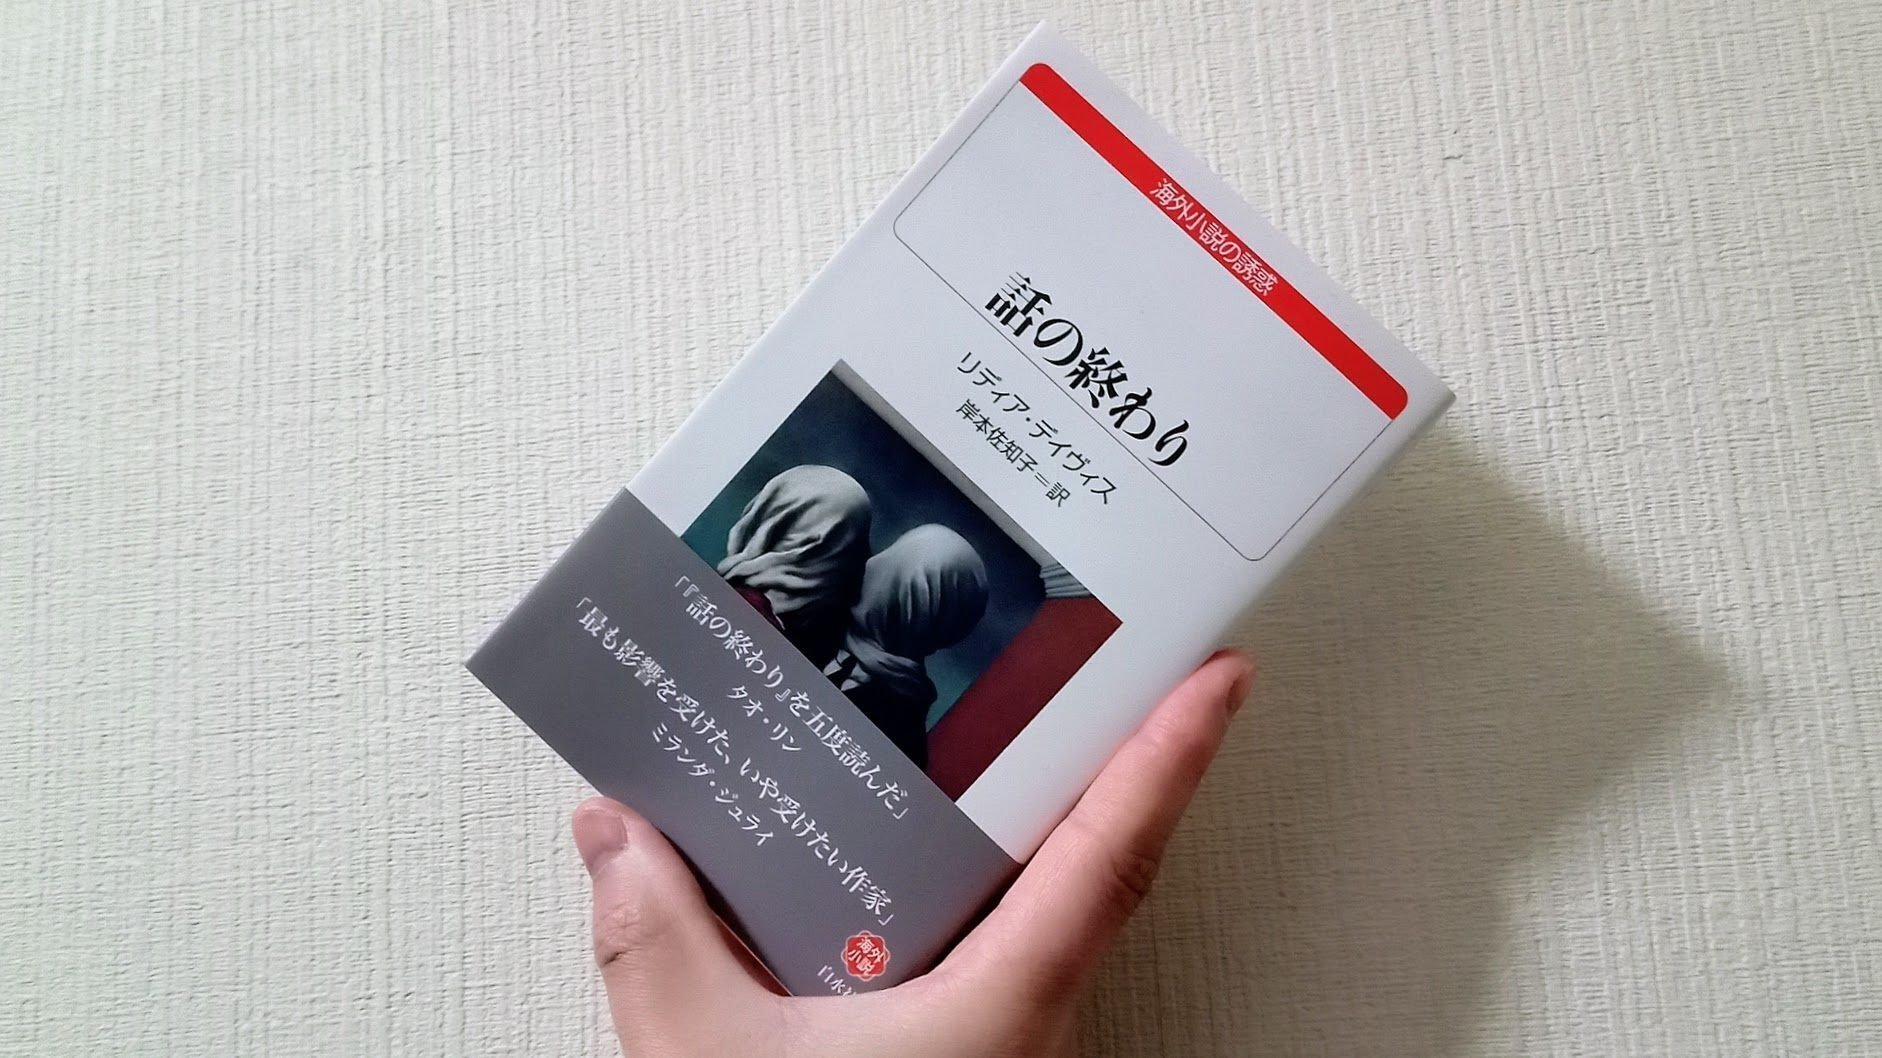 海外小説の誘惑
話の終わり
リディア・デイヴィス
岸本佐知子=訳
「『話の終わり』を五度読んだ」
タオ・リン
「最も影響を受けた、いや受けたい作家」
ミランダ・ジュライ
海外
小説
白水